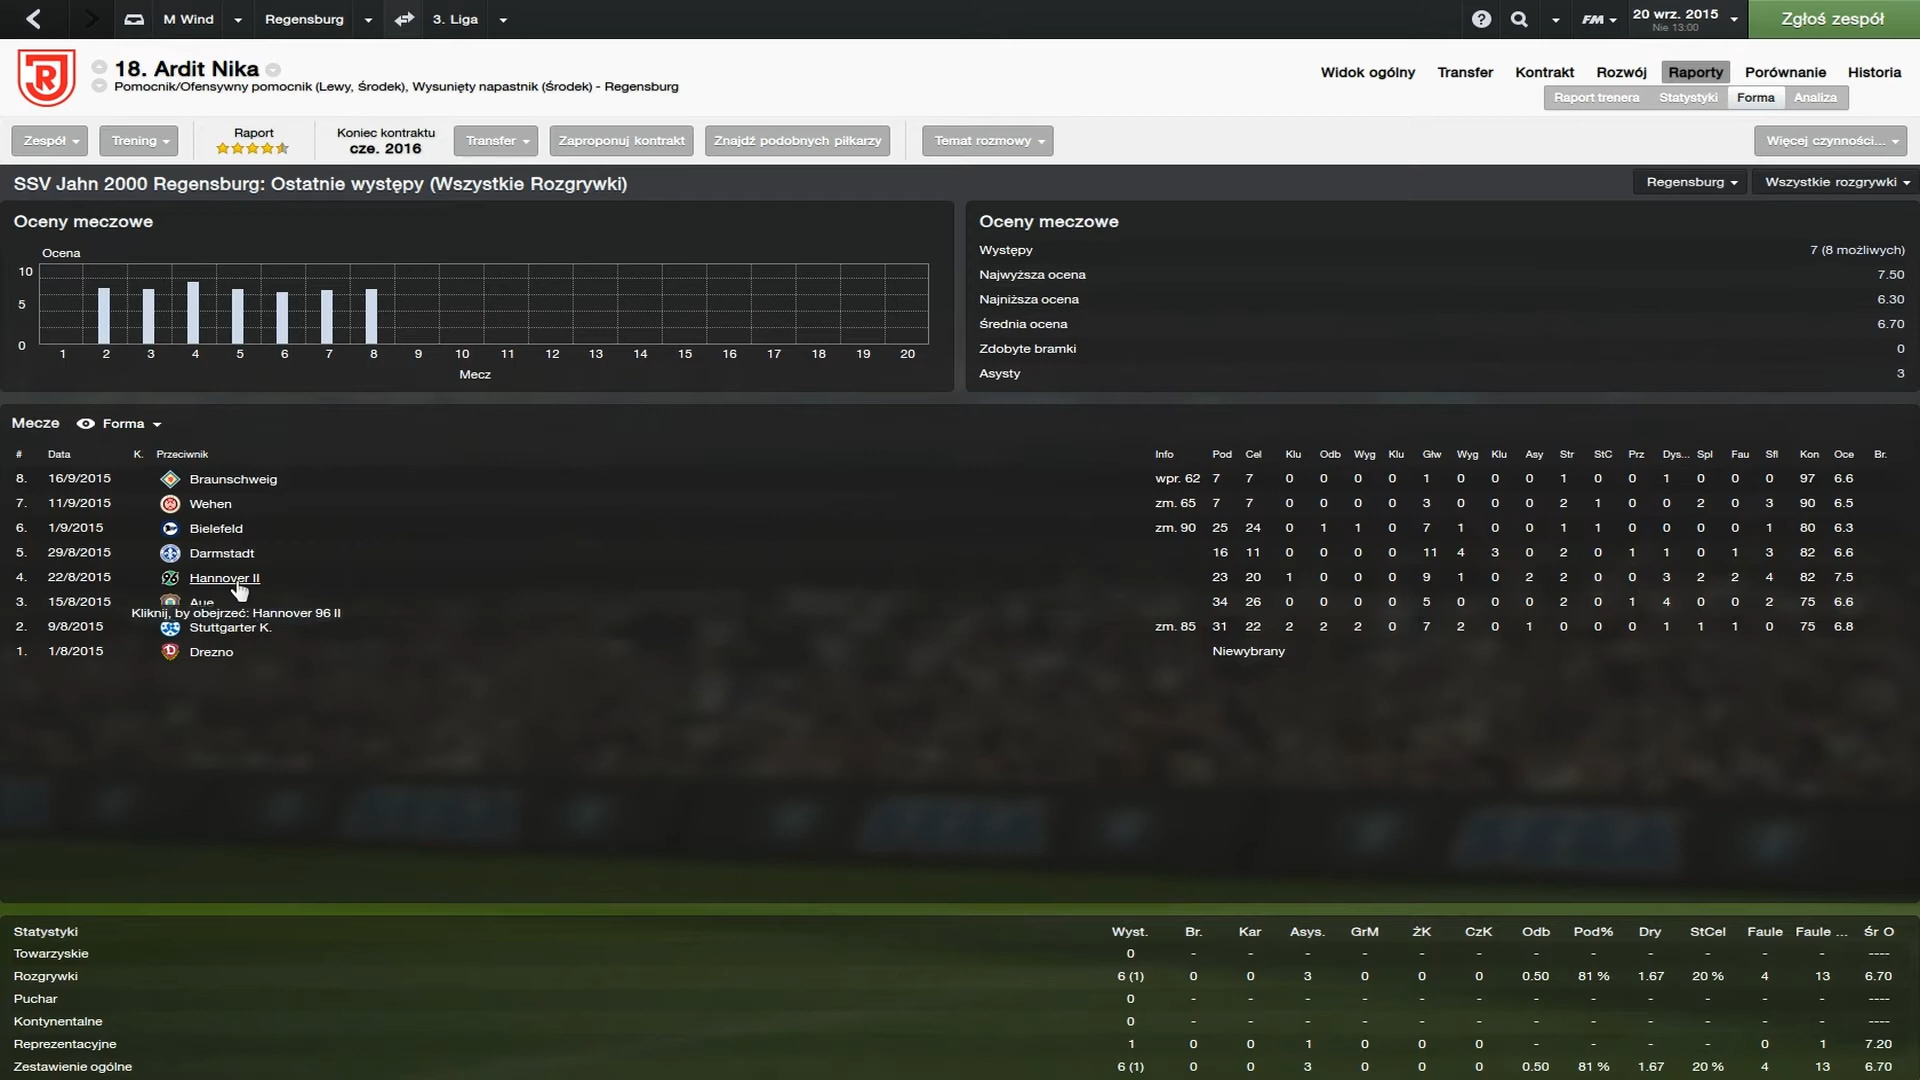 M Wind Regensburg 3. Liga FM 20 wrz. 2015 Zgłoś zespół
Nie 13:00
18. Ardit Nika
Pomocnik/Ofensywny pomocnik (Lewy, Środek), Wysunięty napastnik (Środek) - Regensburg
Widok ogólny Transfer Kontrakt Rozwój Raporty Porównanie Historia
Raport trenera Statystyki Forma Analiza
Zespół Trening Raport Koniec kontraktu cze. 2016 Transfer Zaproponuj kontrakt Znajdź podobnych piłkarzy Temat rozmowy Więcej czynności...
SSV Jahn 2000 Regensburg: Ostatnie występy (Wszystkie Rozgrywki) Regensburg Wszystkie rozgrywki
Oceny meczowe
Ocena
10
5
0
1 2 3 4 5 6 7 8 9 10 11 12 13 14 15 16 17 18 19 20
Mecz
Oceny meczowe
Występy 7 (8 możliwych)
Najwyższa ocena 7.50
Najniższa ocena 6.30
Średnia ocena 6.70
Zdobyte bramki 0
Asysty 3
Mecze Forma
# Data K. Przeciwnik Info Pod Cel Klu Odb Wyg Klu Głw Wyg Klu Asy Str StC Prz Dys... Spl Fau Sfl Kon Oce Br.
8. 16/9/2015 Braunschweig wpr. 62 7 7 0 0 0 0 1 0 0 0 1 0 0 1 0 0 0 97 6.6
7. 11/9/2015 Wehen zm. 65 7 7 0 0 0 0 3 0 0 0 2 1 0 0 2 0 3 90 6.5
6. 1/9/2015 Bielefeld zm. 90 25 24 0 1 1 0 7 1 0 0 1 1 0 0 0 0 1 80 6.3
5. 29/8/2015 Darmstadt 16 11 0 0 0 0 11 4 3 0 2 0 1 1 0 1 3 82 6.6
4. 22/8/2015 Hannover II 23 20 1 0 0 0 9 1 0 2 2 0 0 3 2 2 4 82 7.5
3. 15/8/2015 Aue 34 26 0 0 0 0 5 0 0 0 2 0 1 4 0 0 2 75 6.6
Kliknij, by obejrzeć: Hannover 96 II
2. 9/8/2015 Stuttgarter K. zm. 85 31 22 2 2 2 0 7 2 0 1 0 0 0 1 1 1 0 75 6.8
1. 1/8/2015 Drezno Niewybrany
Statystyki Wyst. Br. Kar Asys. GrM ŻK CzK Odb Pod% Dry StCel Faule Faule ... śr O
Towarzyskie 0 - - - - - - - - - - - - ----
Rozgrywki 6 (1) 0 0 3 0 0 0 0.50 81 % 1.67 20 % 4 13 6.70
Puchar 0 - - - - - - - - - - - - ----
Kontynentalne 0 - - - - - - - - - - - - ----
Reprezentacyjne 1 0 0 1 0 0 0 - - - - 0 1 7.20
Zestawienie ogólne 6 (1) 0 0 3 0 0 0 0.50 81 % 1.67 20 % 4 13 6.70